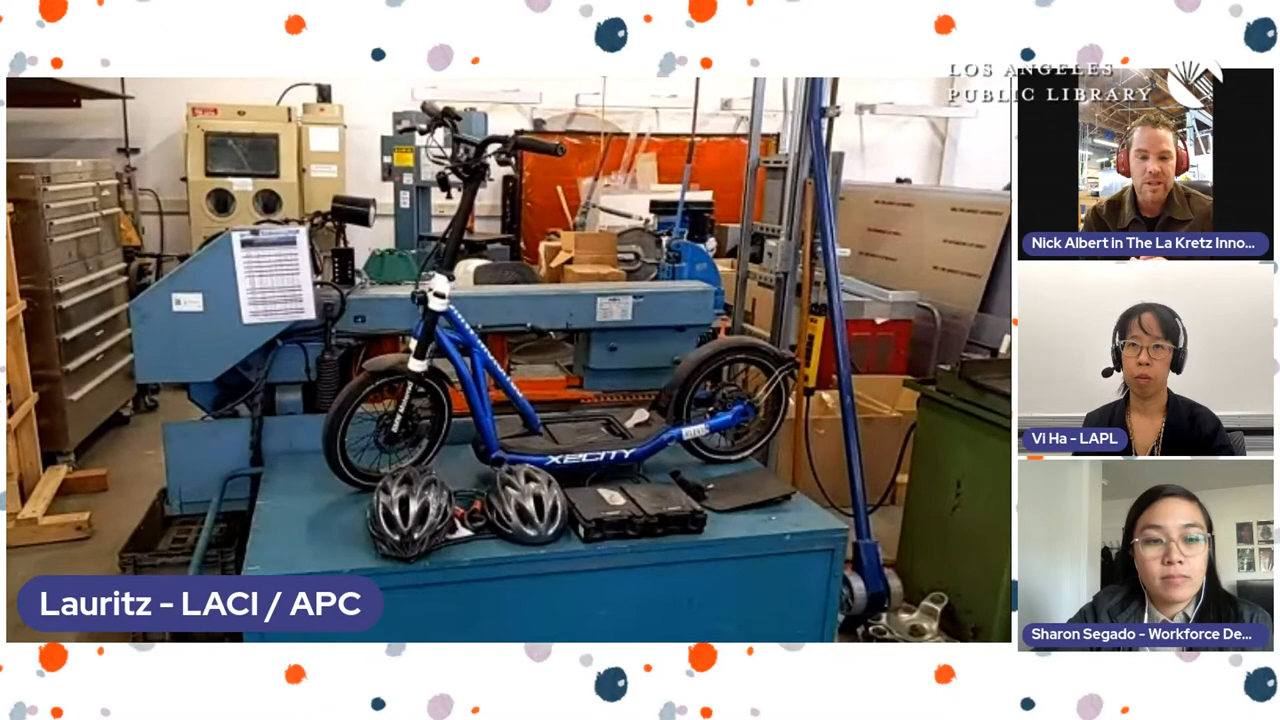 LOS ANGELES
PUBLIC LIBRARY
Nick Albert in The La Kretz Inno...
Vi Ha - LAPL
X2CITY
Lauritz - LACI / APC
Sharon Segado - Workforce De...